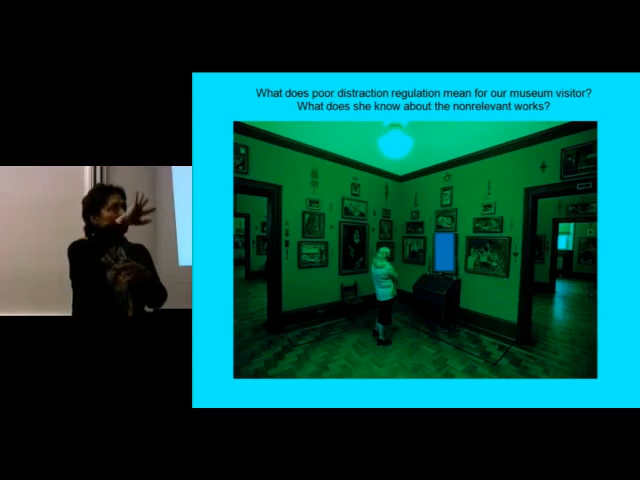 What does poor distraction regulation mean for our museum visitor?
What does she know about the nonrelevant works?